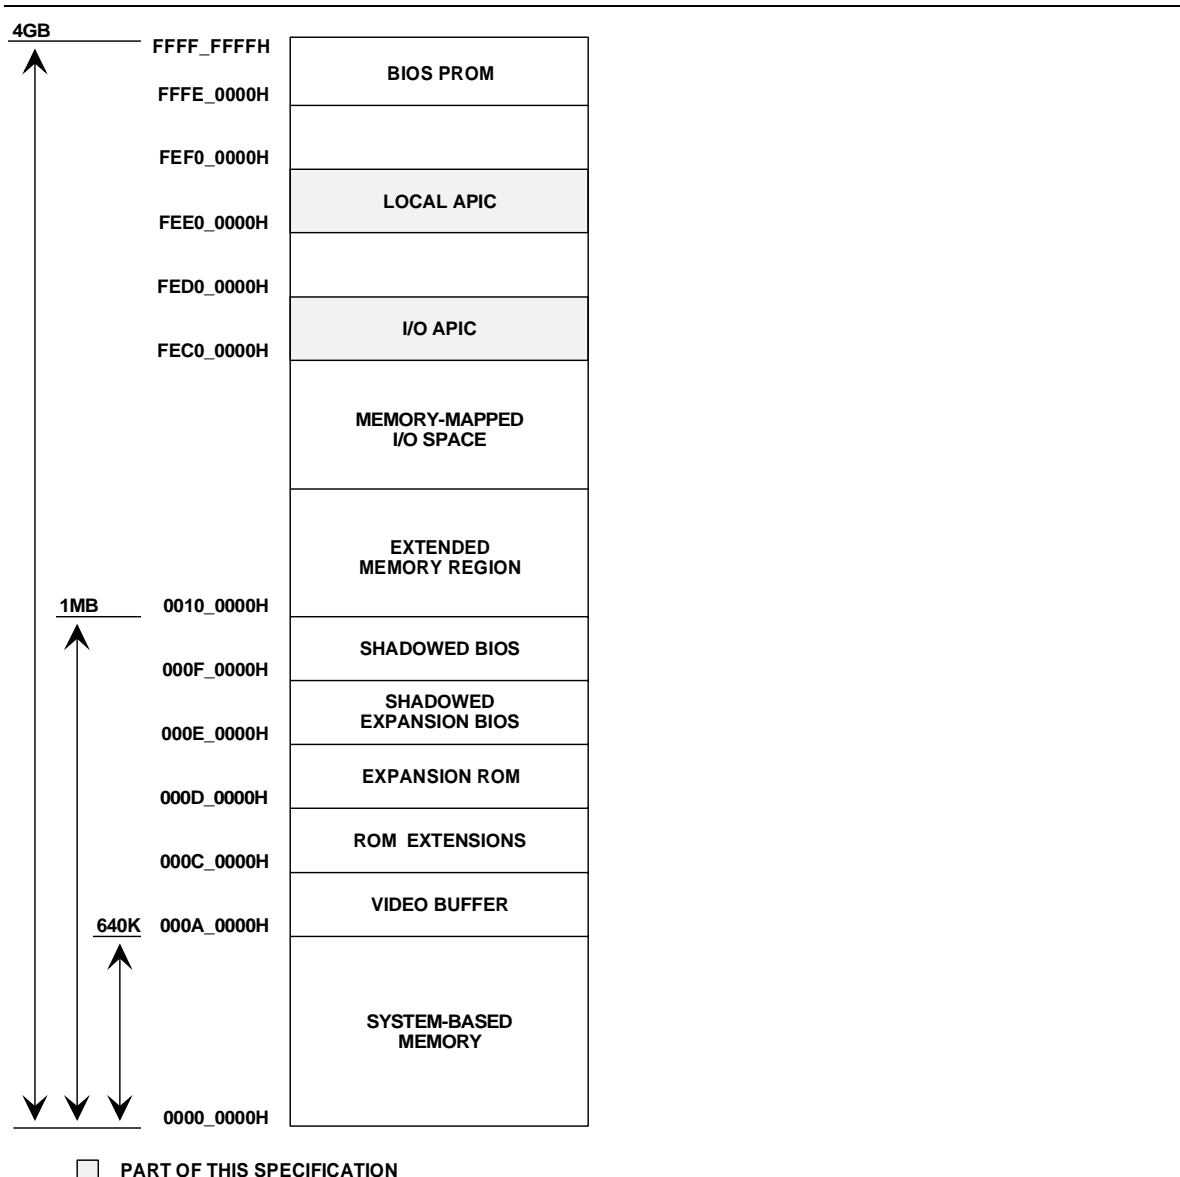 4GB
FFFF_FFFFH
BIOS PROM
FFFE_0000H
FEF0_0000H
LOCAL APIC
FEE0_0000H
FED0_0000H
I/O APIC
FEC0_0000H
MEMORY-MAPPED
I/O SPACE
EXTENDED
MEMORY REGION
1MB
0010_0000H
SHADOWED BIOS
000F_0000H
SHADOWED
EXPANSION BIOS
000E_0000H
EXPANSION ROM
000D_0000H
ROM EXTENSIONS
000C_0000H
VIDEO BUFFER
640K
000A_0000H
SYSTEM-BASED
MEMORY
0000_0000H
PART OF THIS SPECIFICATION